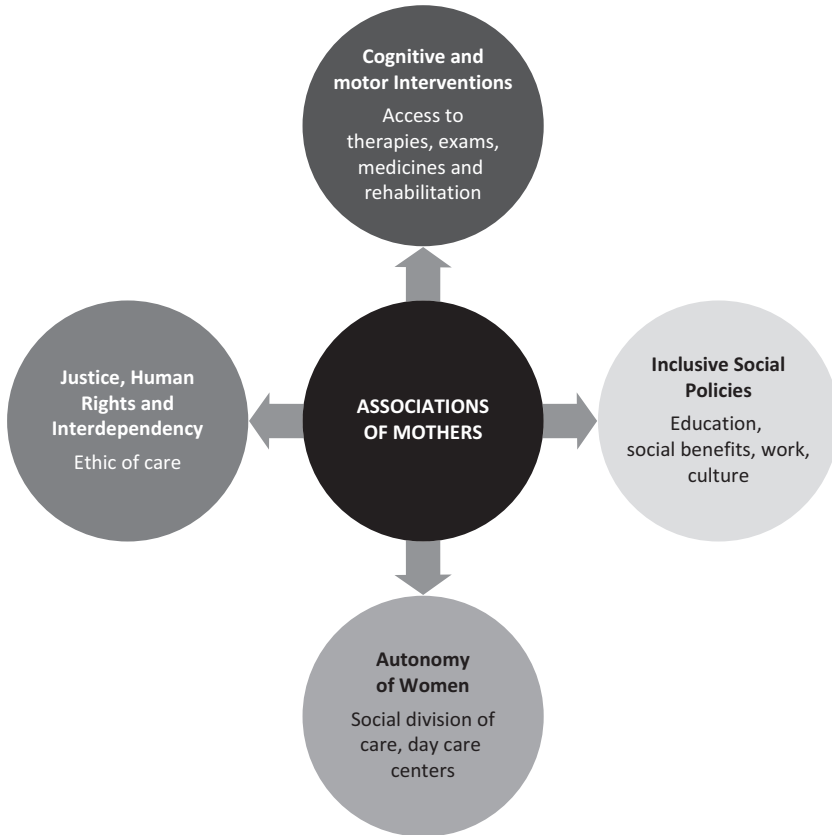 Cognitive and
motor Interventions
Access to
therapies, exams,
medicines and
rehabilitation
Justice, Human
Rights and
Interdependency
Ethic of care
ASSOCIATIONS
OF MOTHERS
Inclusive Social
Policies
Education,
social benefits, work,
culture
Autonomy
of Women
Social division of
care, day care
centers